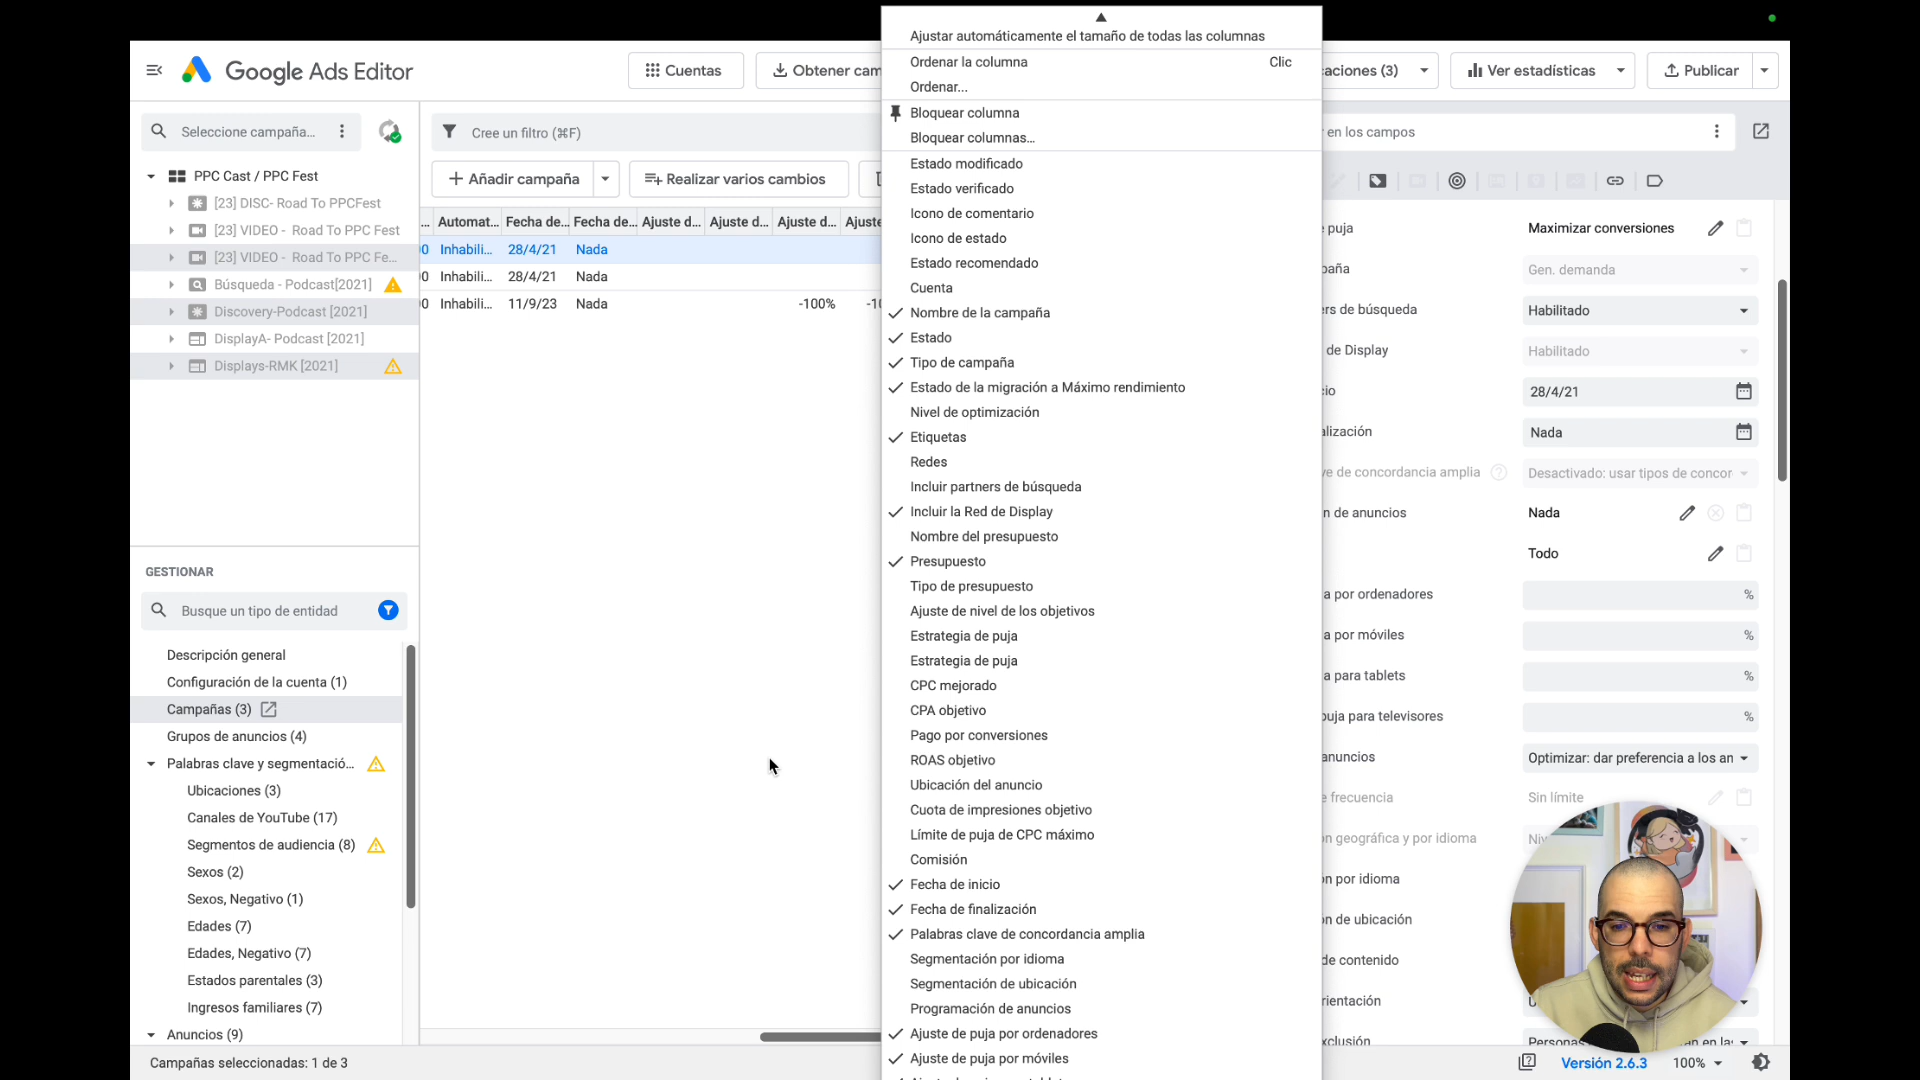 Google Ads Editor
Cuentas
Obtener cam
aciones (3)
Ver estadísticas
Publicar
Seleccione campaña...
Cree un filtro (⌘F)
r en los campos
PPC Cast / PPC Fest
[23] DISC- Road To PPCFest
[23] VIDEO - Road To PPC Fest
[23] VIDEO - Road To PPC Fe...
Búsqueda - Podcast[2021]
Discovery-Podcast [2021]
DisplayA- Podcast [2021]
Displays-RMK [2021]
GESTIONAR
Busque un tipo de entidad
Descripción general
Configuración de la cuenta (1)
Campañas (3)
Grupos de anuncios (4)
Palabras clave y segmentació...
Ubicaciones (3)
Canales de YouTube (17)
Segmentos de audiencia (8)
Sexos (2)
Sexos, Negativo (1)
Edades (7)
Edades, Negativo (7)
Estados parentales (3)
Ingresos familiares (7)
Anuncios (9)
Campañas seleccionadas: 1 de 3
Añadir campaña
Realizar varios cambios
... Automat... Fecha de... Fecha de... Ajuste d... Ajuste d... Ajuste d... Ajuste
00 Inhabili... 28/4/21 Nada
00 Inhabili... 28/4/21 Nada
00 Inhabili... 11/9/23 Nada -100% -10
Ajustar automáticamente el tamaño de todas las columnas
Ordenar la columna Clic
Ordenar...
Bloquear columna
Bloquear columnas...
Estado modificado
Estado verificado
Icono de comentario
Icono de estado
Estado recomendado
Cuenta
Nombre de la campaña
Estado
Tipo de campaña
Estado de la migración a Máximo rendimiento
Nivel de optimización
Etiquetas
Redes
Incluir partners de búsqueda
Incluir la Red de Display
Nombre del presupuesto
Presupuesto
Tipo de presupuesto
Ajuste de nivel de los objetivos
Estrategia de puja
Estrategia de puja
CPC mejorado
CPA objetivo
Pago por conversiones
ROAS objetivo
Ubicación del anuncio
Cuota de impresiones objetivo
Límite de puja de CPC máximo
Comisión
Fecha de inicio
Fecha de finalización
Palabras clave de concordancia amplia
Segmentación por idioma
Segmentación de ubicación
Programación de anuncios
Ajuste de puja por ordenadores
Ajuste de puja por móviles
e puja Maximizar conversiones
aña Gen. demanda
rs de búsqueda Habilitado
de Display Habilitado
cio 28/4/21
lización Nada
ve de concordancia amplia Desactivado: usar tipos de concor
n de anuncios Nada
Todo
a por ordenadores %
a por móviles %
a para tablets %
puja para televisores %
anuncios Optimizar: dar preferencia a los an
e frecuencia Sin límite
n geográfica y por idioma
n por idioma
n de ubicación
de contenido
rientación
xclusión
Versión 2.6.3
100%